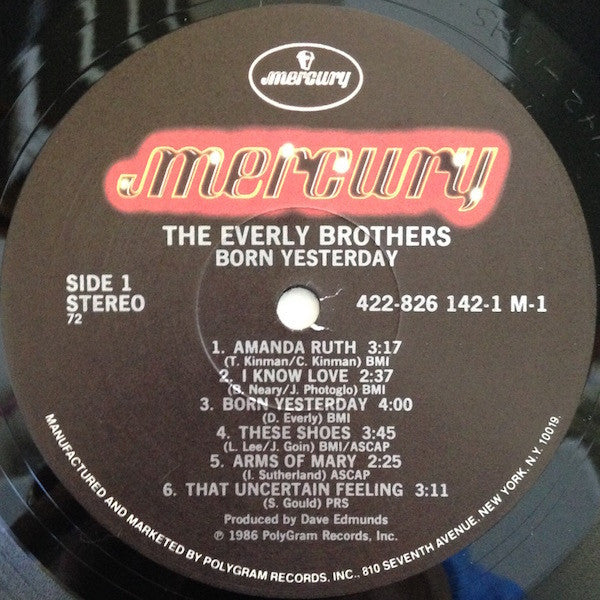 mercury
mercury
THE EVERLY BROTHERS
BORN YESTERDAY
SIDE 1
STEREO
72
422-826 142-1 M-1
1. AMANDA RUTH 3:17
(T. Kinman/C. Kinman) BMI
2. I KNOW LOVE 2:37
(B. Neary/J. Photoglo) BMI
3. BORN YESTERDAY 4:00
(D. Everly) BMI
4. THESE SHOES 3:45
(L. Lee/J. Goin) BMI/ASCAP
5. ARMS OF MARY 2:25
(I. Sutherland) ASCAP
6. THAT UNCERTAIN FEELING 3:11
(S. Gould) PRS
Produced by Dave Edmunds
℗ 1986 PolyGram Records, Inc.
MANUFACTURED AND MARKETED BY POLYGRAM RECORDS, INC., 810 SEVENTH AVENUE, NEW YORK, N.Y. 10019.